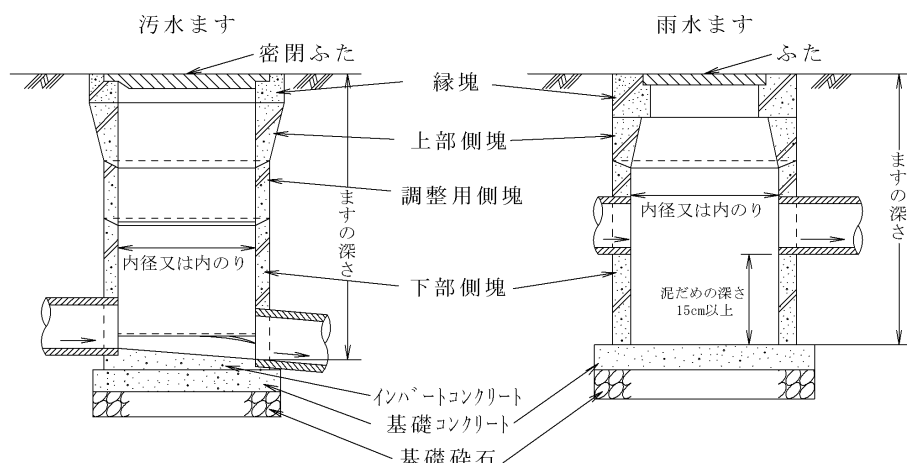 汚水ます
雨水ます
密閉ふた
ふた
縁塊
上部側塊
調整用側塊
ますの深さ
ますの深さ
内径又は内のり
内径又は内のり
下部側塊
泥だめの深さ
15cm以上
インバートコンクリート
基礎コンクリート
基礎砕石